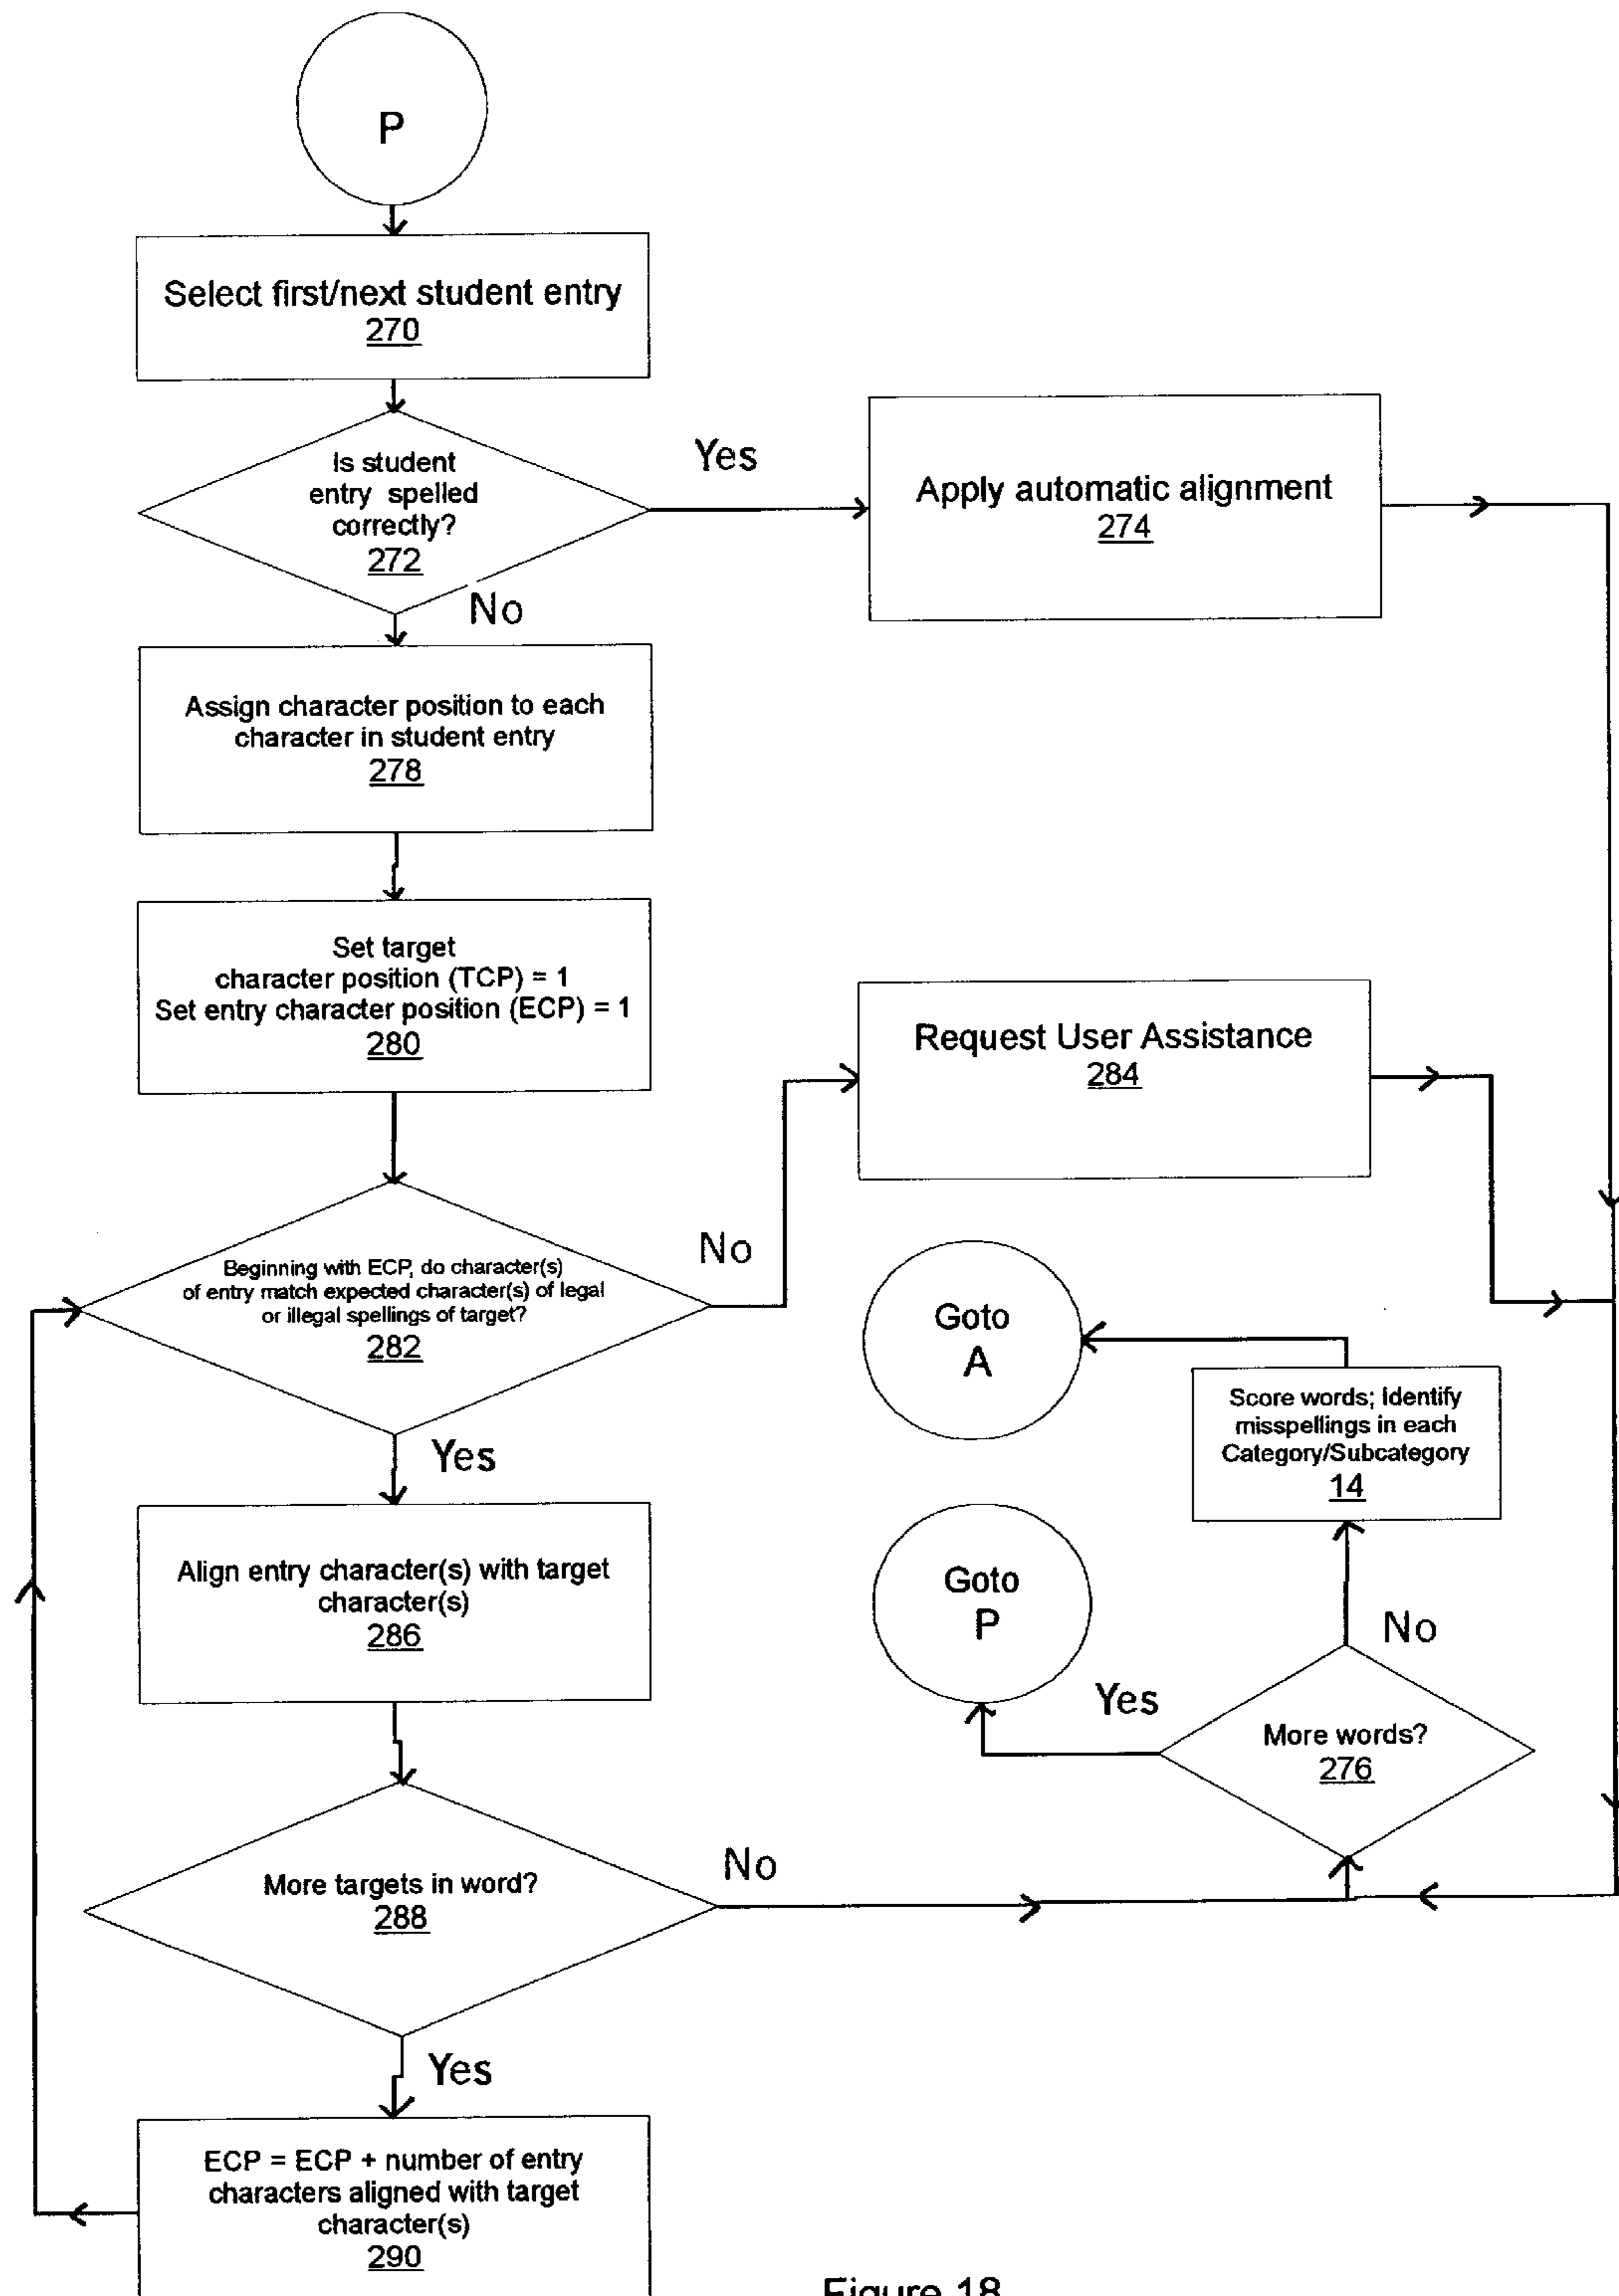 P
Select first/next student entry
270
Is student
entry spelled
correctly?
272
Yes
Apply automatic alignment
274
No
Assign character position to each
character in student entry
278
Set target
character position (TCP) = 1
Set entry character position (ECP) = 1
280
Beginning with ECP, do character(s)
of entry match expected character(s) of legal
or illegal spellings of target?
282
No
Request User Assistance
284
Yes
Align entry character(s) with target
character(s)
286
More targets in word?
288
No
Yes
ECP = ECP + number of entry
characters aligned with target
character(s)
290
More words?
276
Yes
Goto
P
No
Score words; Identify
misspellings in each
Category/Subcategory
14
Goto
A
Figure 18